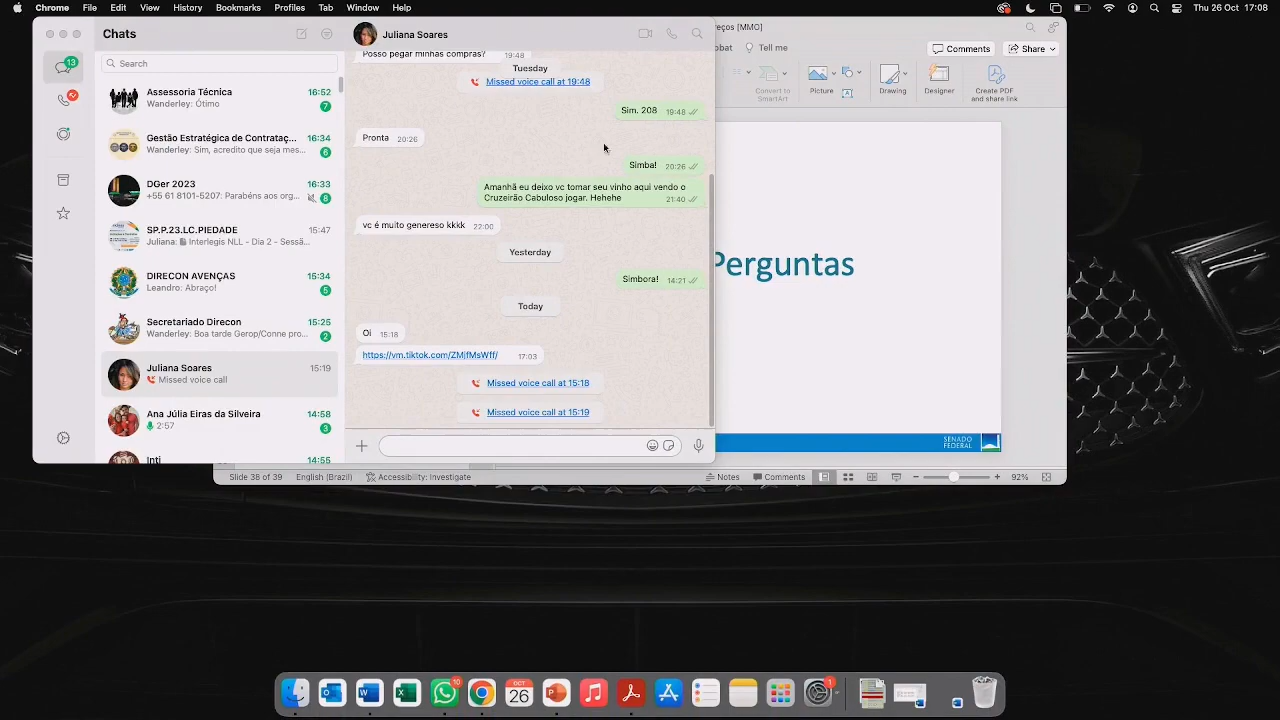 Chrome File Edit View History Bookmarks Profiles Tab Window Help
Thu 26 Oct 17:08
Chats
Search
13
Assessoria Técnica 16:52
Wanderley: Ótimo 7
Gestão Estratégica de Contrataç... 16:34
Wanderley: Sim, acredito que seja mes... 6
DGer 2023 16:33
+55 61 8101-5207: Parabéns aos org... 8
SP.P.23.LC.PIEDADE 15:47
Juliana: Interlegis NLL - Dia 2 - Sessã...
DIRECON AVENÇAS 15:34
Leandro: Abraço! 5
Secretariado Direcon 15:25
Wanderley: Boa tarde Gerop/Conne pro... 2
Juliana Soares 15:19
Missed voice call
Ana Júlia Eiras da Silveira 14:58
2:57 3
Inti 14:55
Juliana Soares
Posso pegar minhas compras? 19:48
Tuesday
Missed voice call at 19:48
Sim. 208 19:48
Pronta 20:26
Simba! 20:26
Amanhã eu deixo vc tomar seu vinho aqui vendo o
Cruzeirão Cabuloso jogar. Hehehe 21:40
vc é muito genereso kkkk 22:00
Yesterday
Simbora! 14:21
Today
Oi 15:18
https://vm.tiktok.com/ZMjfMsWff/ 17:03
Missed voice call at 15:18
Missed voice call at 15:19
reços [MMO]
obat Tell me
Comments Share
Convert to
SmartArt
Picture
Drawing
Designer
Create PDF
and share link
Perguntas
SENADO
FEDERAL
Slide 38 of 39 English (Brazil) Accessibility: Investigate
Notes Comments 92%
10
OCT
26
1